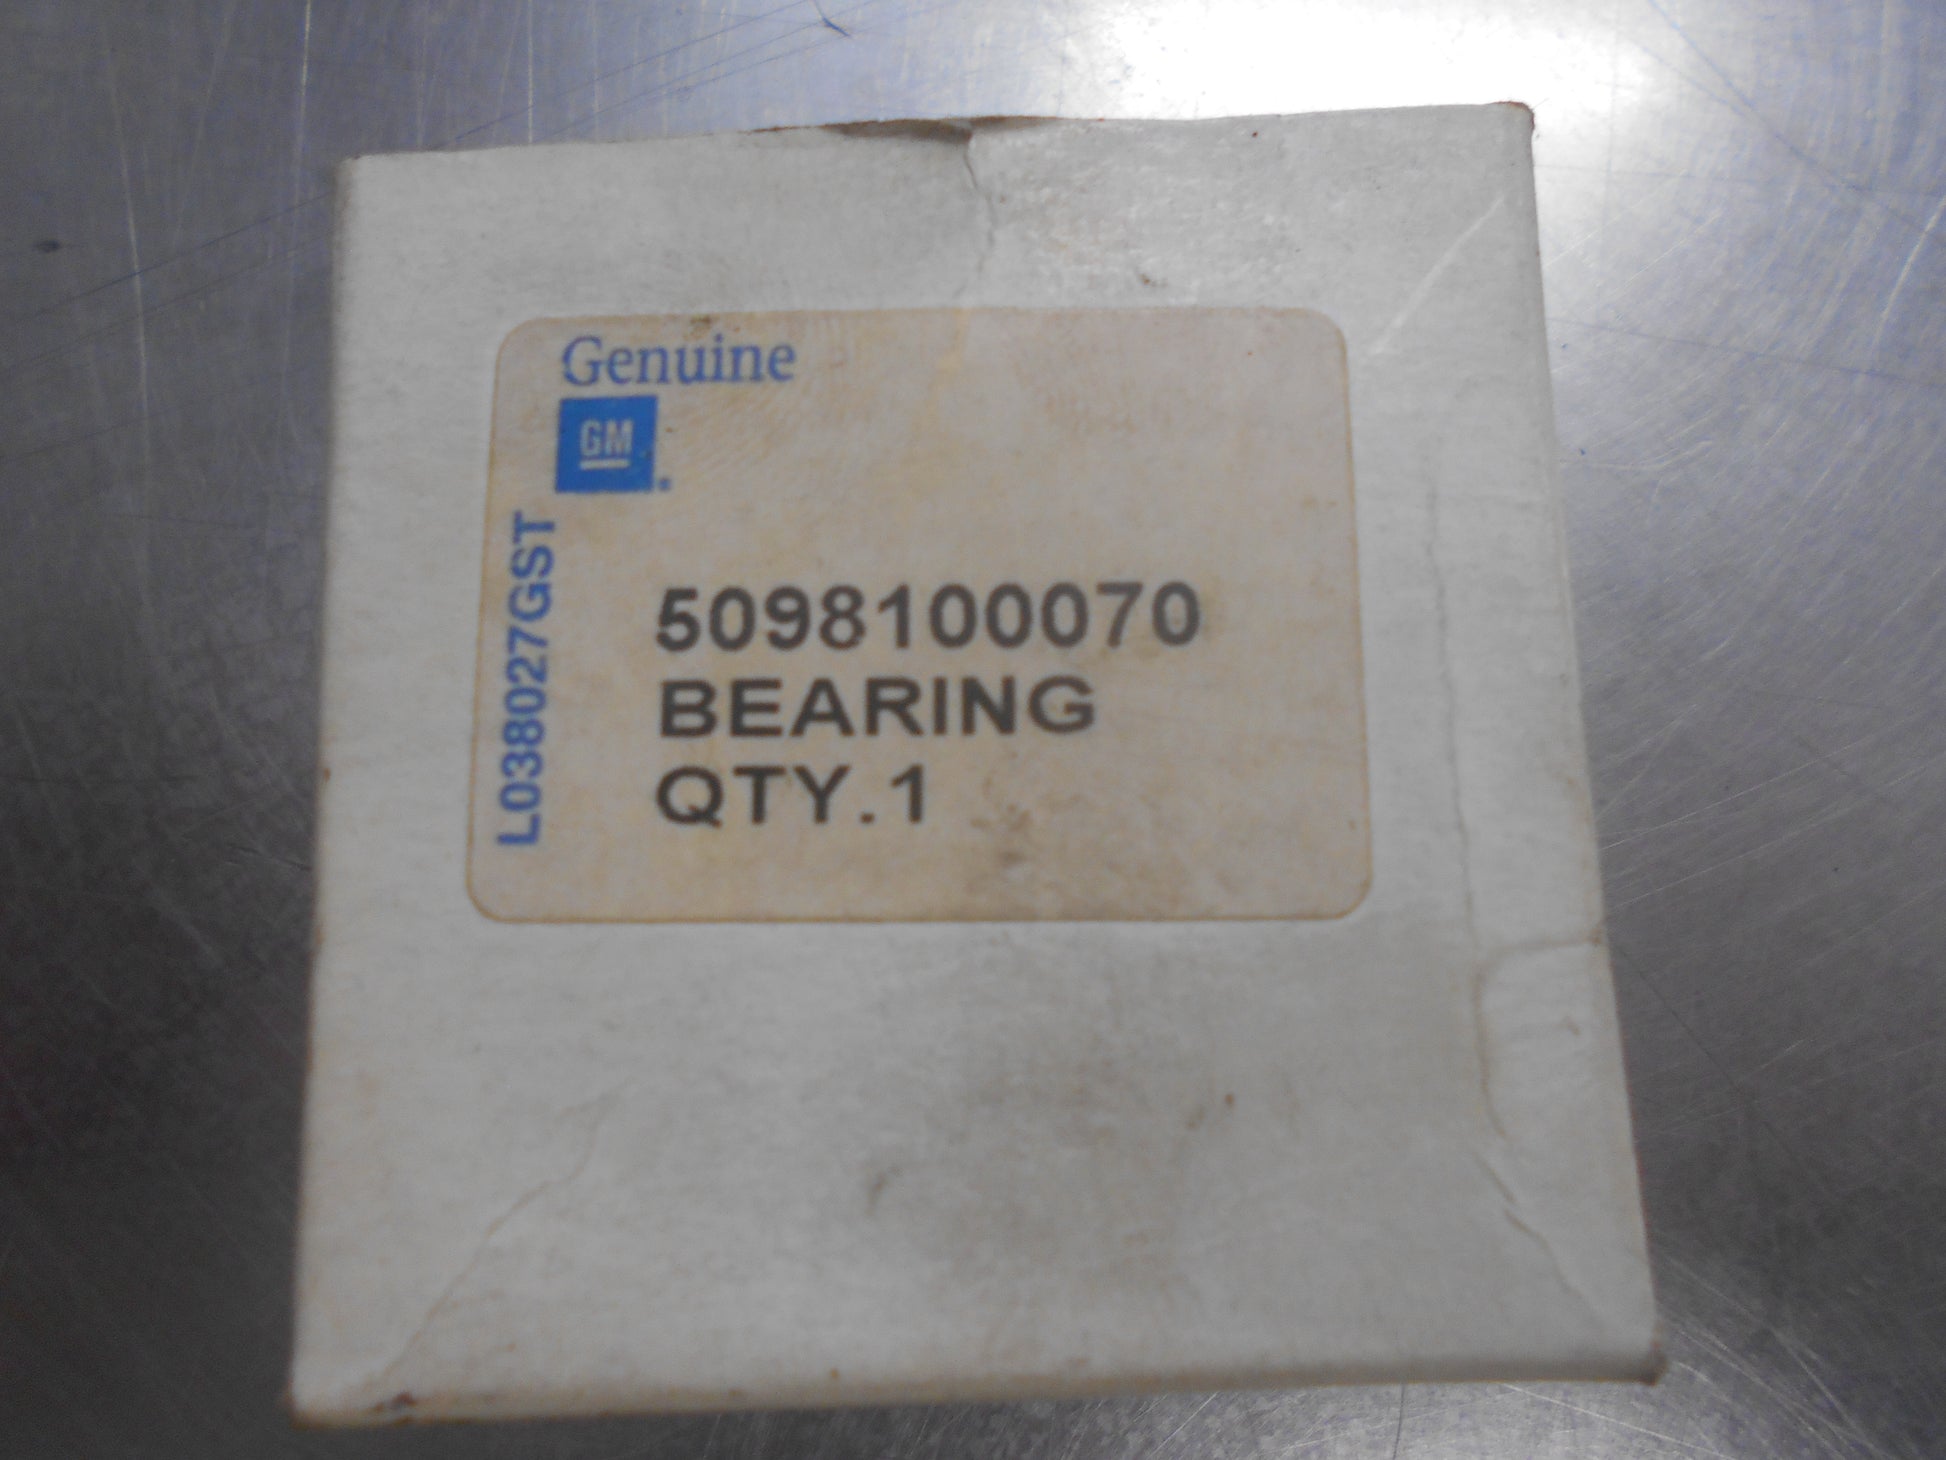 Genuine
GM
L038027GST
5098100070
BEARING
QTY.1